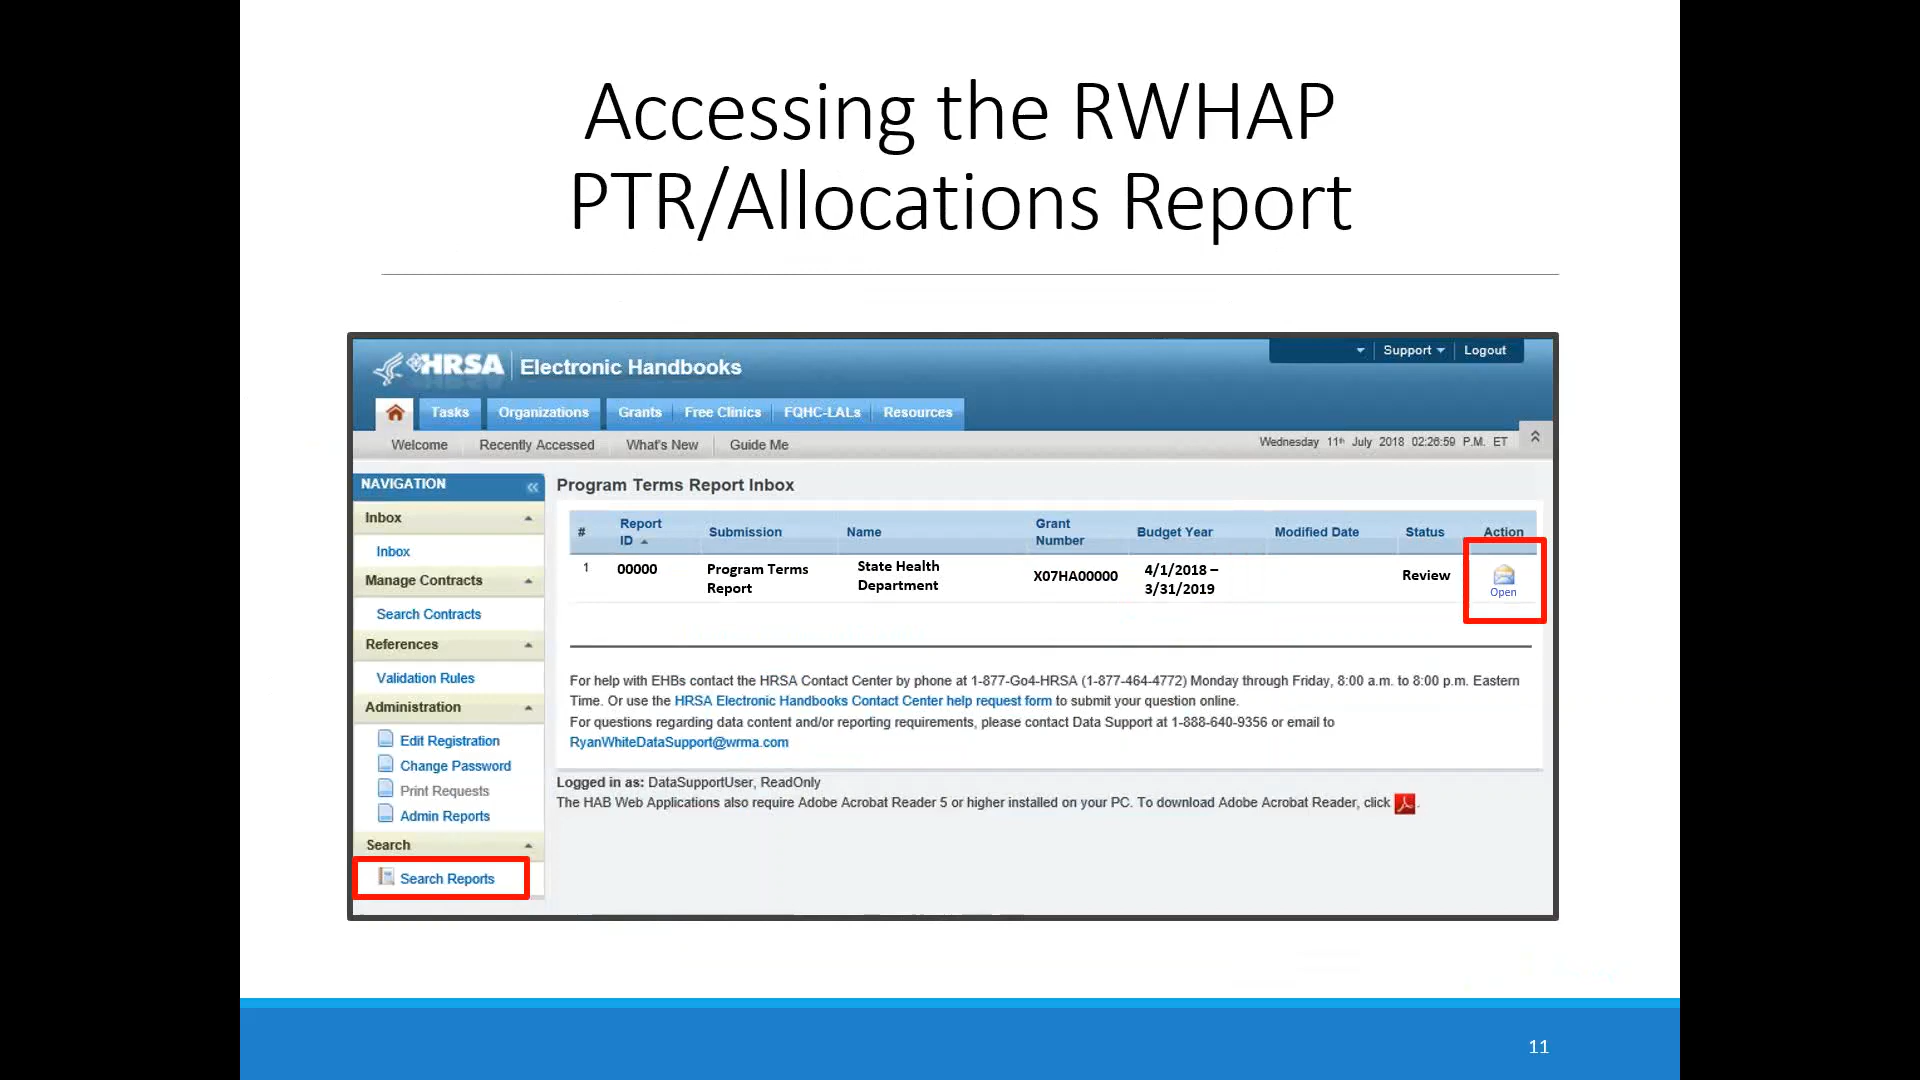 Accessing the RWHAP
PTR/Allocations Report
HRSA Electronic Handbooks
Support Logout
Tasks Organizations Grants Free Clinics FQHC-LALs Resources
Welcome Recently Accessed What's New Guide Me
Wednesday 11th July 2018 02:26:59 P.M. ET
NAVIGATION
Inbox
Inbox
Manage Contracts
Search Contracts
References
Validation Rules
Administration
Edit Registration
Change Password
Print Requests
Admin Reports
Search
Search Reports
Program Terms Report Inbox
# Report ID Submission Name Grant Number Budget Year Modified Date Status Action
1 00000 Program Terms Report State Health Department X07HA00000 4/1/2018 – 3/31/2019 Review Open
For help with EHBs contact the HRSA Contact Center by phone at 1-877-Go4-HRSA (1-877-464-4772) Monday through Friday, 8:00 a.m. to 8:00 p.m. Eastern
Time. Or use the HRSA Electronic Handbooks Contact Center help request form to submit your question online.
For questions regarding data content and/or reporting requirements, please contact Data Support at 1-888-640-9356 or email to
RyanWhiteDataSupport@wrma.com
Logged in as: DataSupportUser, ReadOnly
The HAB Web Applications also require Adobe Acrobat Reader 5 or higher installed on your PC. To download Adobe Acrobat Reader, click .
11